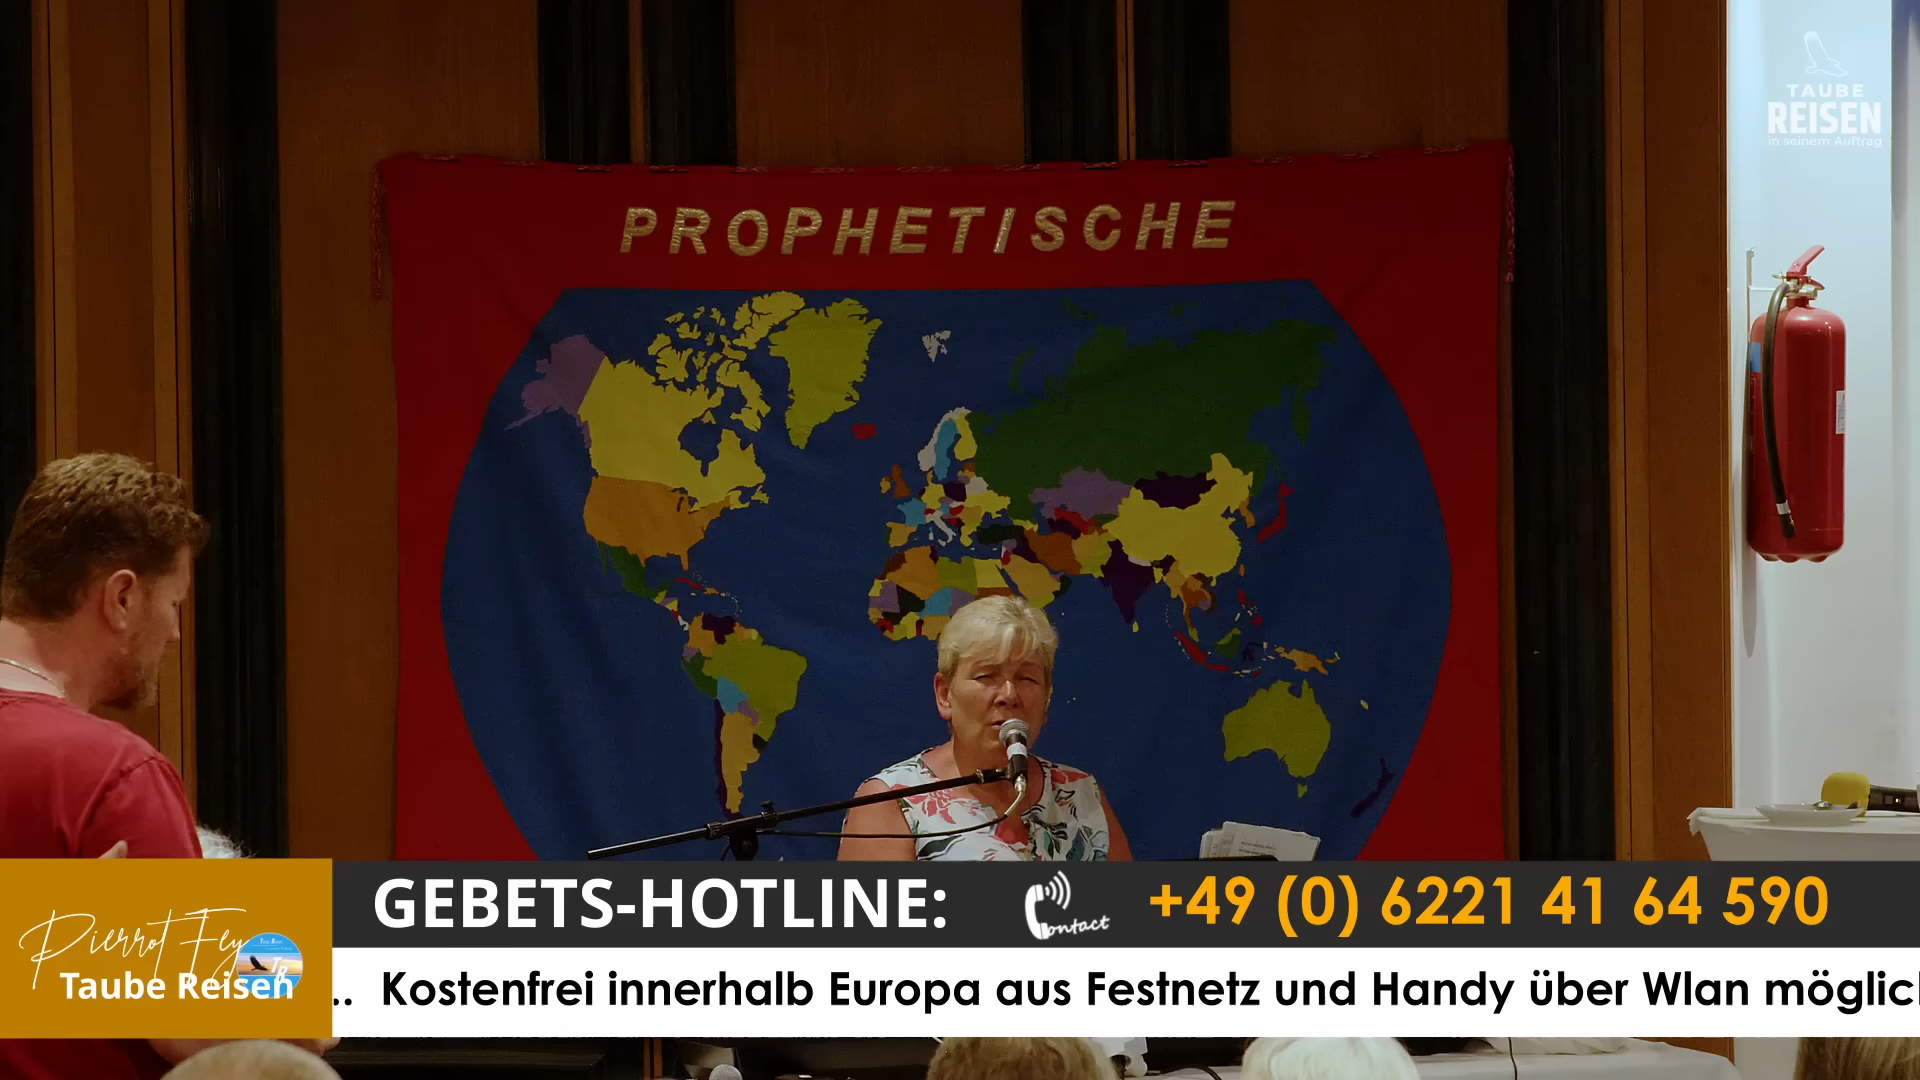 TAUBE
REISEN
in seinem Auftrag
PROPHETISCHE
GEBETS-HOTLINE:
Contact
+49 (0) 6221 41 64 590
Pierrot Fey
Taube Reisen
.. Kostenfrei innerhalb Europa aus Festnetz und Handy über Wlan möglic